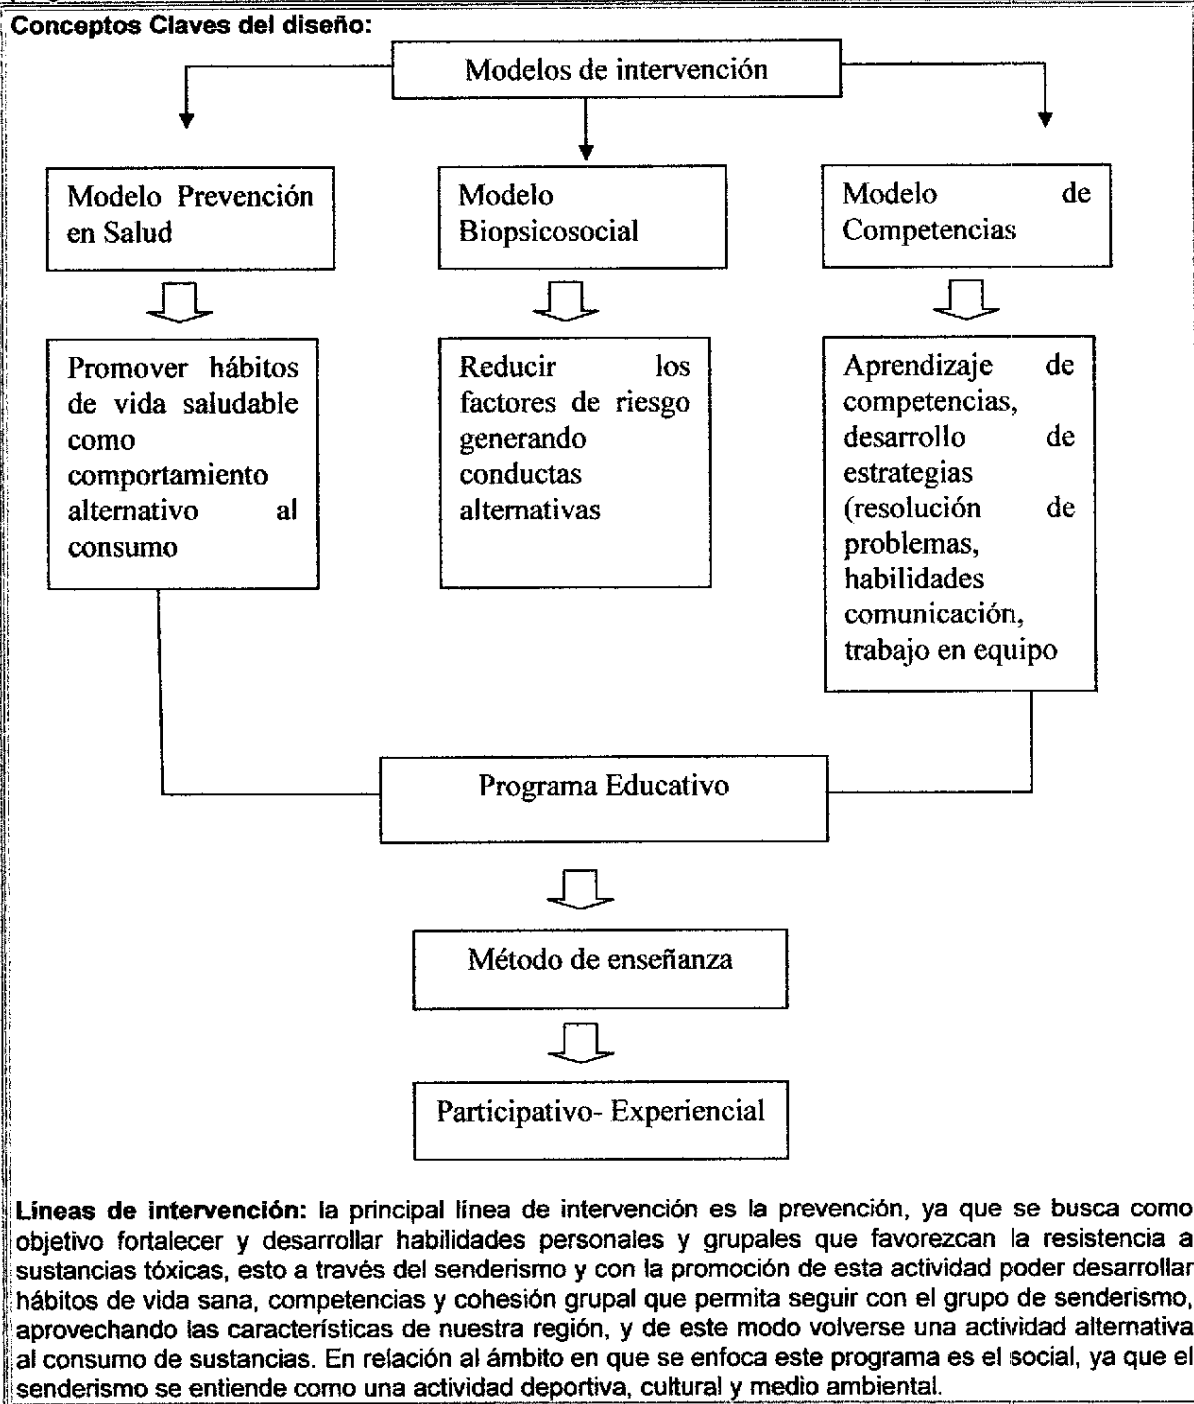 Conceptos Claves del diseño:
Modelos de intervención
Modelo Prevención
en Salud
Modelo
Biopsicosocial
Modelo de
Competencias
Promover hábitos
de vida saludable
como
comportamiento
alternativo al
consumo
Reducir los
factores de riesgo
generando
conductas
alternativas
Aprendizaje de
competencias,
desarrollo de
estrategias
(resolución de
problemas,
habilidades
comunicación,
trabajo en equipo
Programa Educativo
Método de enseñanza
Participativo- Experiencial
Líneas de intervención: la principal línea de intervención es la prevención, ya que se busca como
objetivo fortalecer y desarrollar habilidades personales y grupales que favorezcan la resistencia a
sustancias tóxicas, esto a través del senderismo y con la promoción de esta actividad poder desarrollar
hábitos de vida sana, competencias y cohesión grupal que permita seguir con el grupo de senderismo,
aprovechando las características de nuestra región, y de este modo volverse una actividad alternativa
al consumo de sustancias. En relación al ámbito en que se enfoca este programa es el social, ya que el
senderismo se entiende como una actividad deportiva, cultural y medio ambiental.